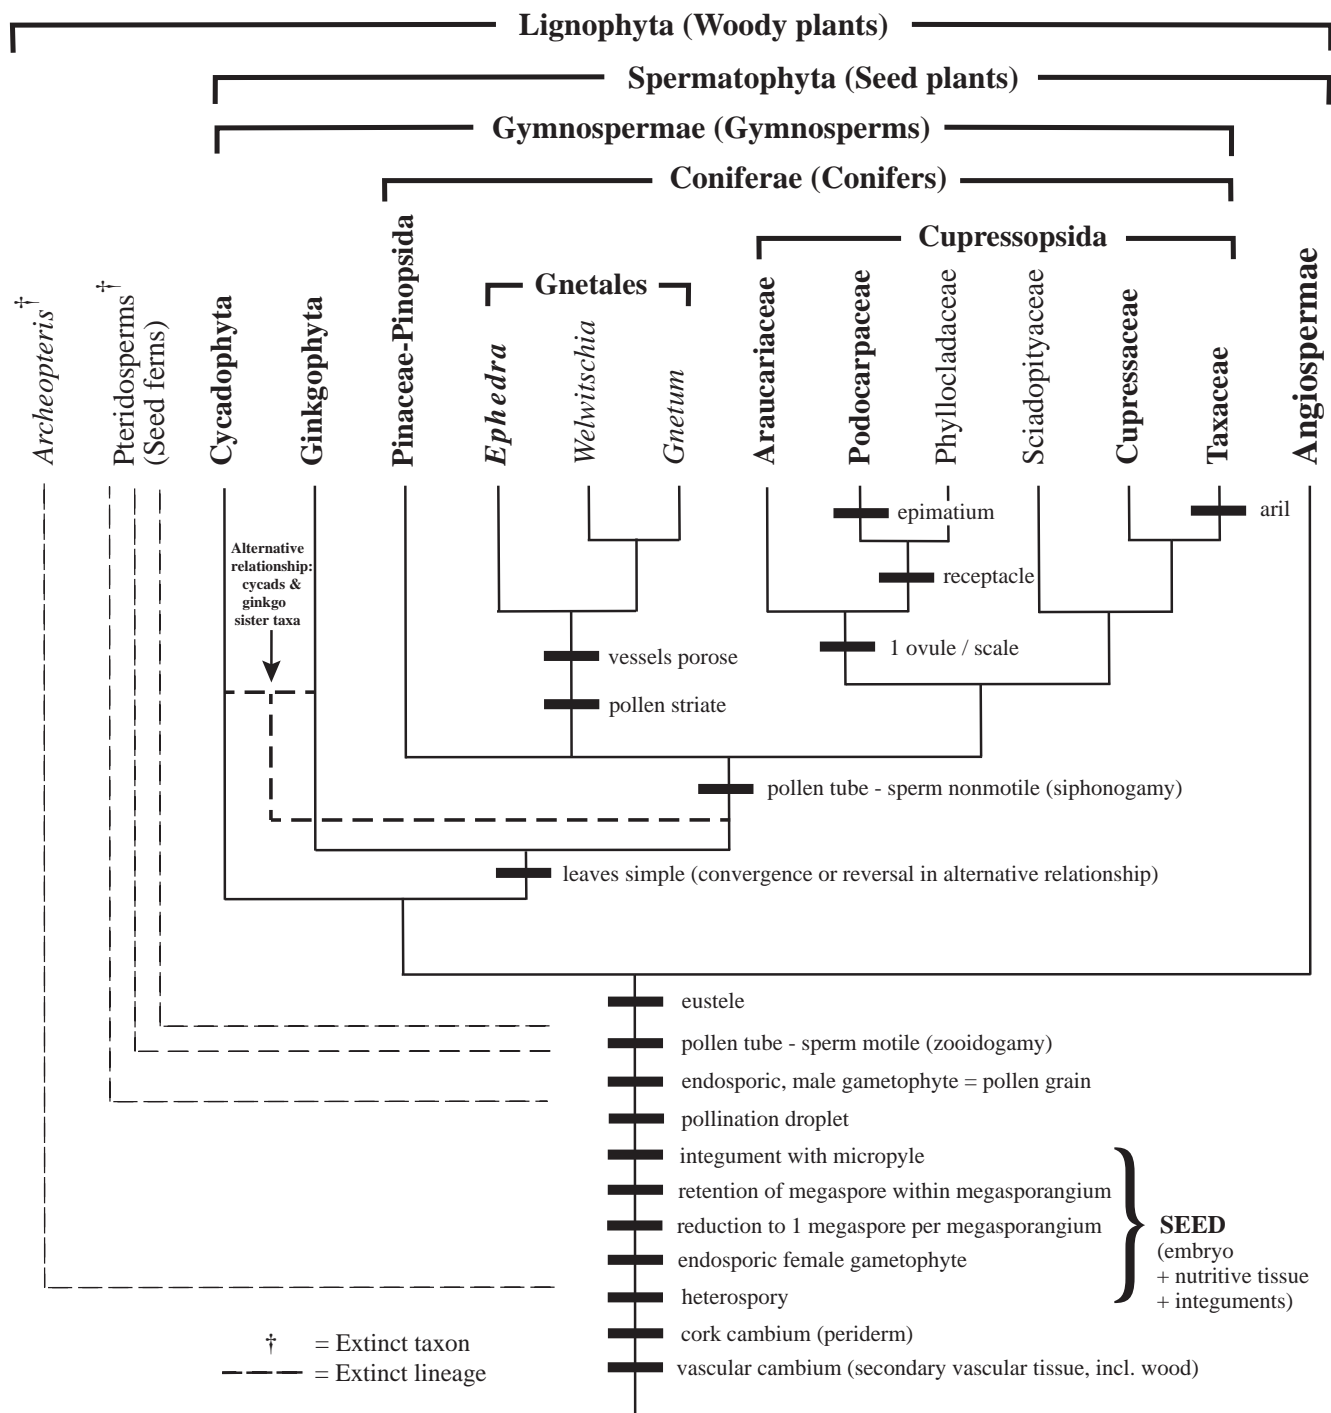 Lignophyta (Woody plants)
Spermatophyta (Seed plants)
Gymnospermae (Gymnosperms)
Coniferae (Conifers)
Cupressopsida
Gnetales
Archeopteris†
Pteridosperms†
(Seed ferns)
Cycadophyta
Ginkgophyta
Pinaceae-Pinopsida
Ephedra
Welwitschia
Gnetum
Araucariaceae
Podocarpaceae
Phyllocladaceae
Sciadopityaceae
Cupressaceae
Taxaceae
Angiospermae
epimatium
aril
Alternative
relationship:
cycads &
ginkgo
sister taxa
receptacle
1 ovule / scale
vessels porose
pollen striate
pollen tube - sperm nonmotile (siphonogamy)
leaves simple (convergence or reversal in alternative relationship)
eustele
pollen tube - sperm motile (zooidogamy)
endosporic, male gametophyte = pollen grain
pollination droplet
integument with micropyle
retention of megaspore within megasporangium
reduction to 1 megaspore per megasporangium
endosporic female gametophyte
heterospory
SEED
(embryo
+ nutritive tissue
+ integuments)
cork cambium (periderm)
vascular cambium (secondary vascular tissue, incl. wood)
† = Extinct taxon
= Extinct lineage